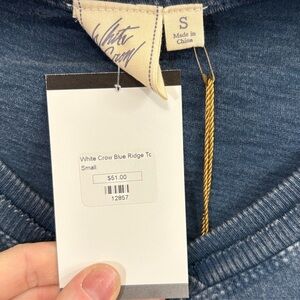 White
Crow
S
Made in
China
White Crow Blue Ridge Tc
Small
$51.00
12857